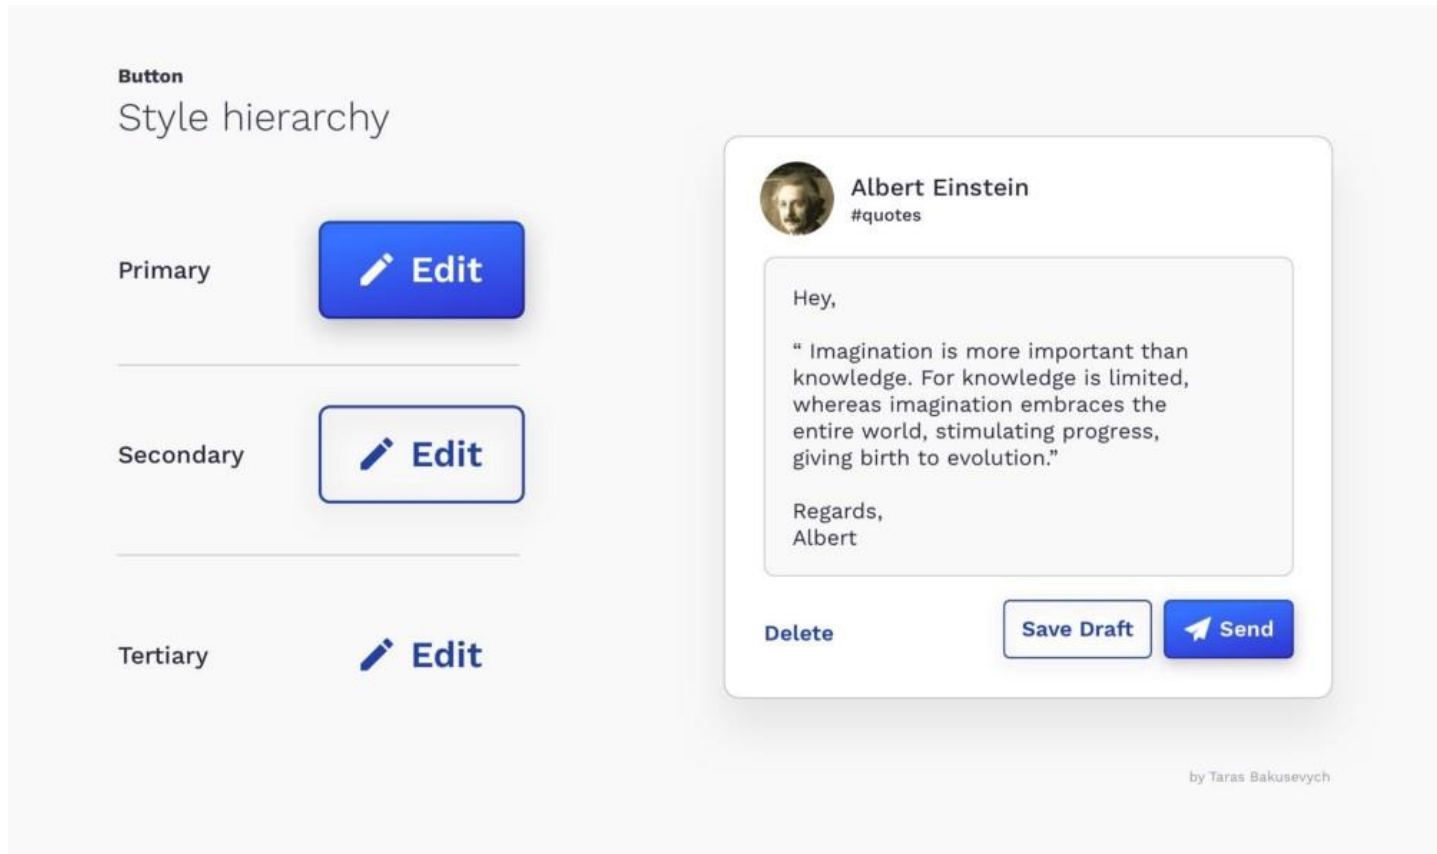 Button
Style hierarchy
Primary
Edit
Secondary
Edit
Tertiary
Edit
Albert Einstein
#quotes
Hey,
“ Imagination is more important than
knowledge. For knowledge is limited,
whereas imagination embraces the
entire world, stimulating progress,
giving birth to evolution.”
Regards,
Albert
Delete
Save Draft
Send
by Taras Bakusevych